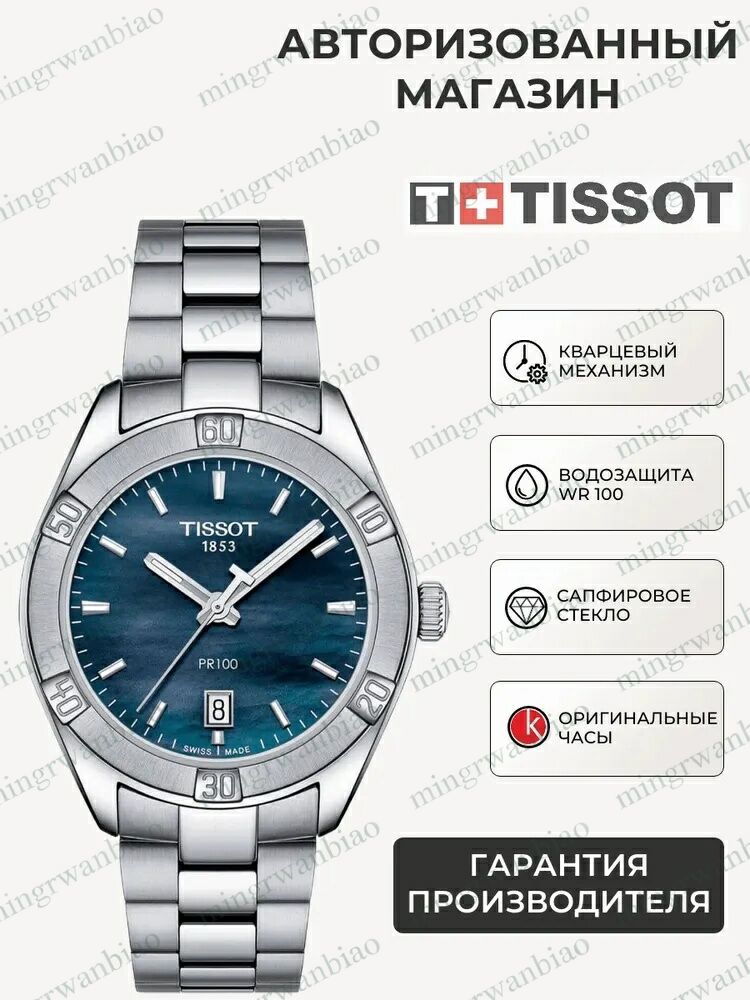 АВТОРИЗОВАННЫЙ
МАГАЗИН
T+TISSOT
КВАРЦЕВЫЙ
МЕХАНИЗМ
ВОДОЗАЩИТА
WR 100
САПФИРОВОЕ
СТЕКЛО
k
ОРИГИНАЛЬНЫЕ
ЧАСЫ
ГАРАНТИЯ
ПРОИЗВОДИТЕЛЯ
60
10
20
30
40
50
TISSOT
1853
PR100
8
SWISS MADE
mingrwanbiao